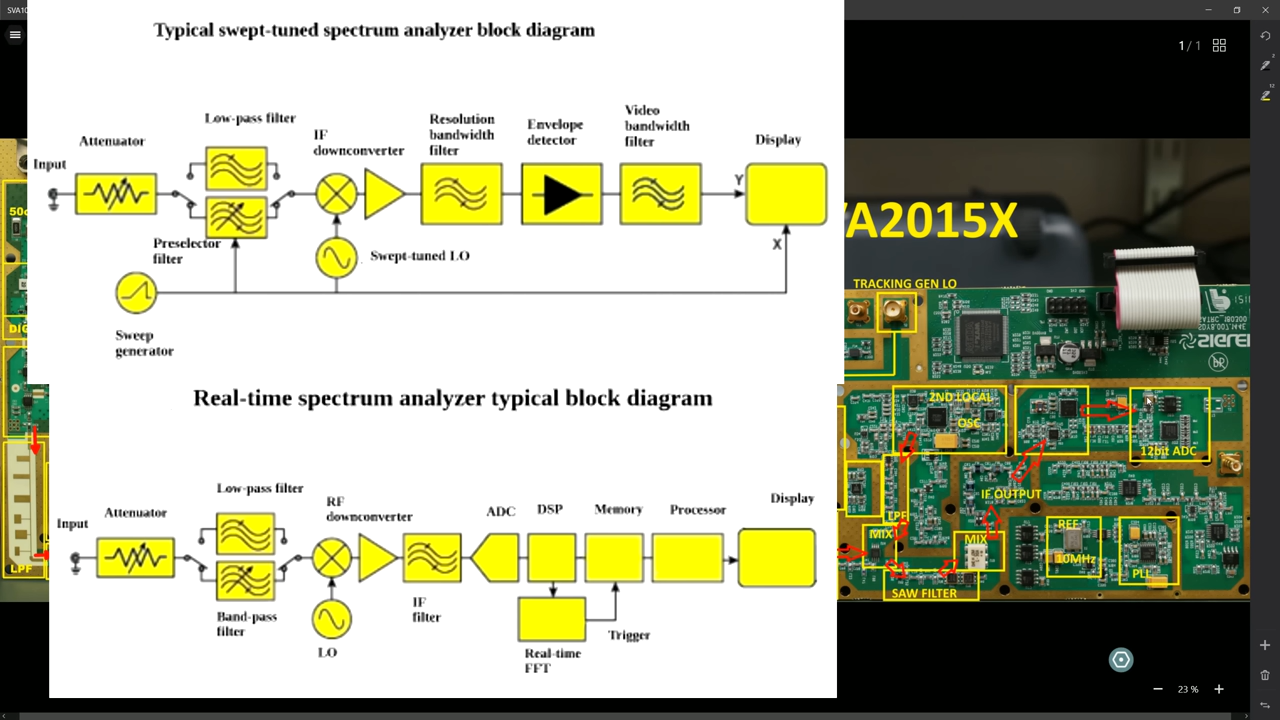 SVA10
1 / 1
Typical swept-tuned spectrum analyzer block diagram
Input
Attenuator
Low-pass filter
Preselector
filter
IF
downconverter
Resolution
bandwidth
filter
Envelope
detector
Video
bandwidth
filter
Display
Y
X
Swept-tuned LO
Sweep
generator
Real-time spectrum analyzer typical block diagram
Input
Attenuator
Low-pass filter
Band-pass
filter
RF
downconverter
LO
IF
filter
ADC
DSP
Memory
Processor
Display
Trigger
Real-time
FFT
50
DIG
LPF
VA2015X
TRACKING GEN LO
SIGLEN
2ND LOCAL
OSC
12bit ADC
IF OUTPUT
LPF
MIX
MIX
SAW FILTER
REF
10MHz
PLL
23 %